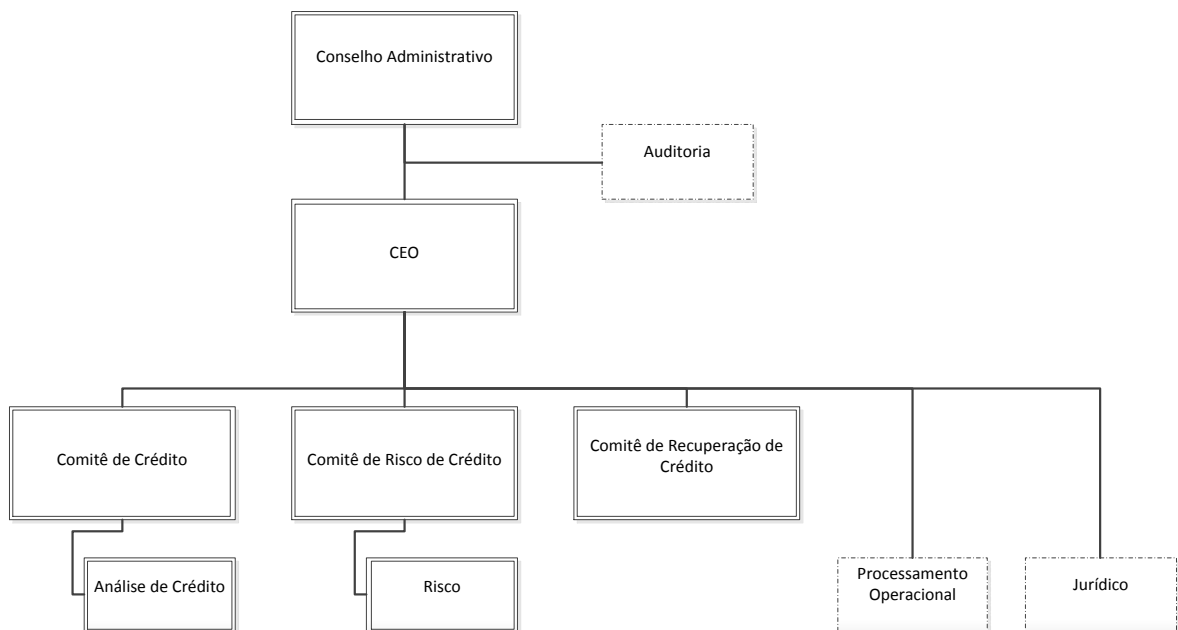 Conselho Administrativo
Auditoria
CEO
Comitê de Crédito
Comitê de Risco de Crédito
Comitê de Recuperação de
Crédito
Análise de Crédito
Risco
Processamento
Operacional
Jurídico